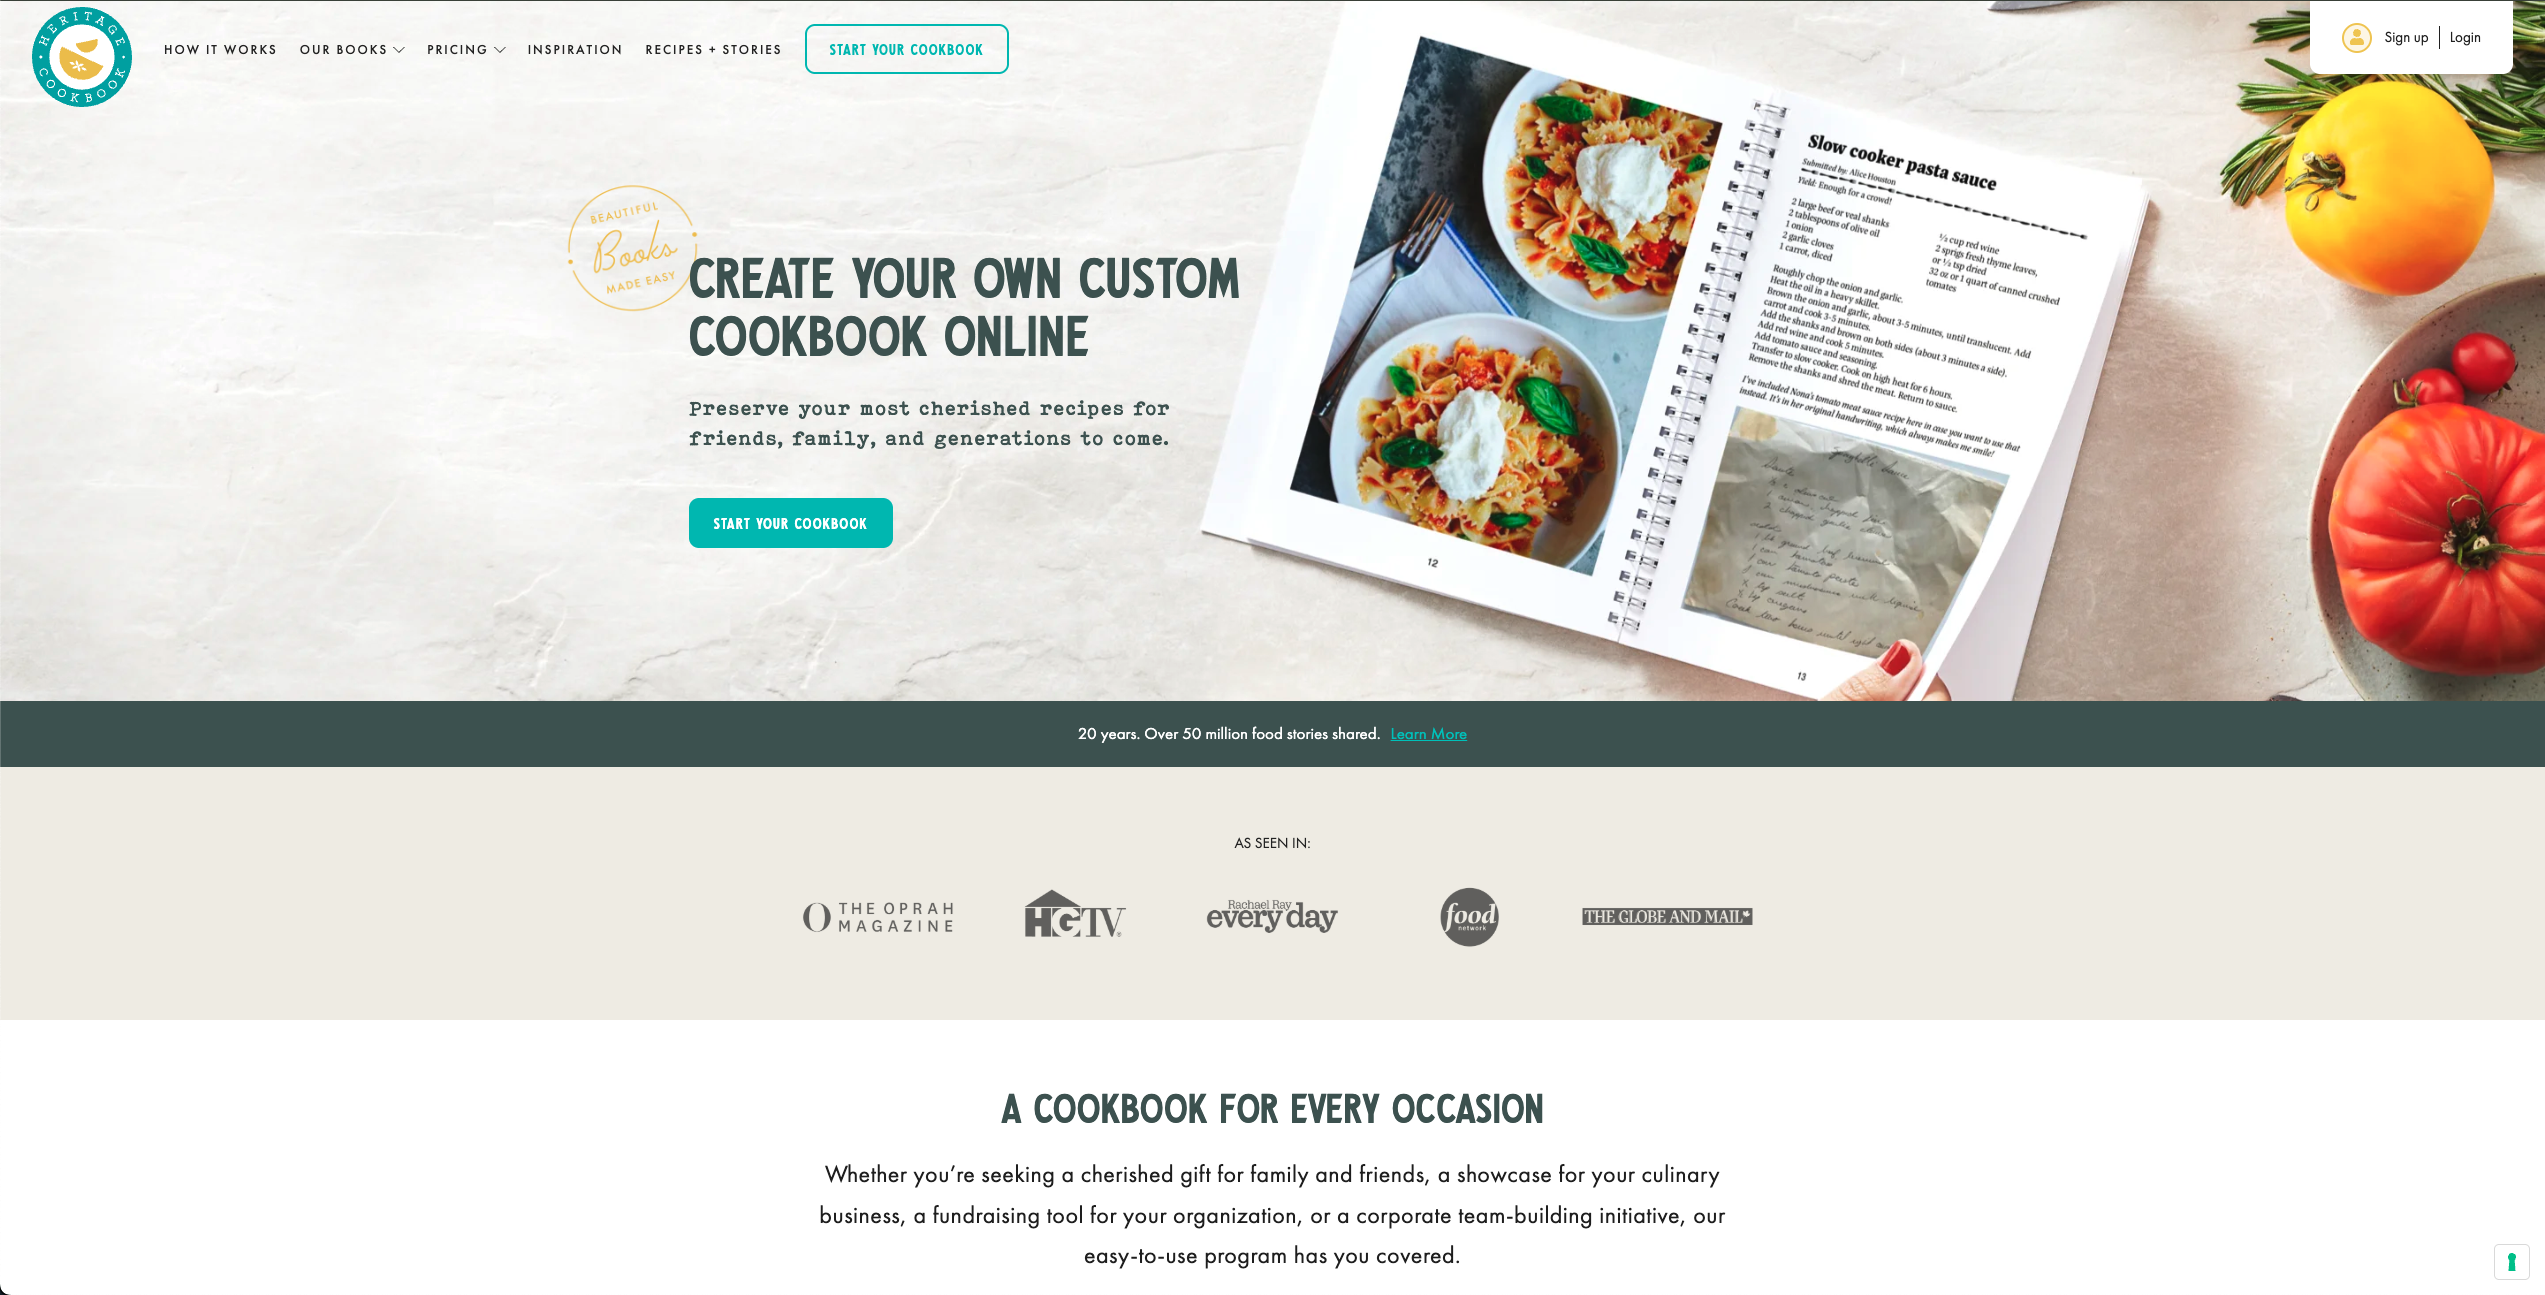 HERITAGE COOKBOOK
HOW IT WORKS
OUR BOOKS
PRICING
INSPIRATION
RECIPES + STORIES
START YOUR COOKBOOK
Sign up
Login
BEAUTIFUL
Books
MADE EASY
CREATE YOUR OWN CUSTOM
COOKBOOK ONLINE
Preserve your most cherished recipes for
friends, family, and generations to come.
START YOUR COOKBOOK
12
Slow cooker pasta sauce
Submitted by: Alice Houston
Yield: Enough for a crowd!
2 large beef or veal shanks
2 tablespoons of olive oil
1 onion
2 garlic cloves
1 carrot, diced
½ cup red wine
2 sprigs fresh thyme leaves,
or ½ tsp dried
32 oz or 1 quart of canned crushed
tomatoes
Roughly chop the onion and garlic.
Heat the oil in a heavy skillet.
Brown the onion and garlic, about 3-5 minutes, until translucent. Add
carrot and cook 3-5 minutes.
Add the shanks and brown on both sides (about 3 minutes a side).
Add red wine and cook 5 minutes.
Add tomato sauce and seasoning.
Transfer to slow cooker. Cook on high heat for 6 hours.
Remove the shanks and shred the meat. Return to sauce.
I've included Nona's tomato meat sauce recipe here in case you want to use that
instead. It's in her original handwriting, which always makes me smile!
Spaghetti Sauce
13
20 years. Over 50 million food stories shared. Learn More
AS SEEN IN:
O THE OPRAH
MAGAZINE
HGTV
Rachael Ray
every day
food
network
THE GLOBE AND MAIL
A COOKBOOK FOR EVERY OCCASION
Whether you're seeking a cherished gift for family and friends, a showcase for your culinary
business, a fundraising tool for your organization, or a corporate team-building initiative, our
easy-to-use program has you covered.